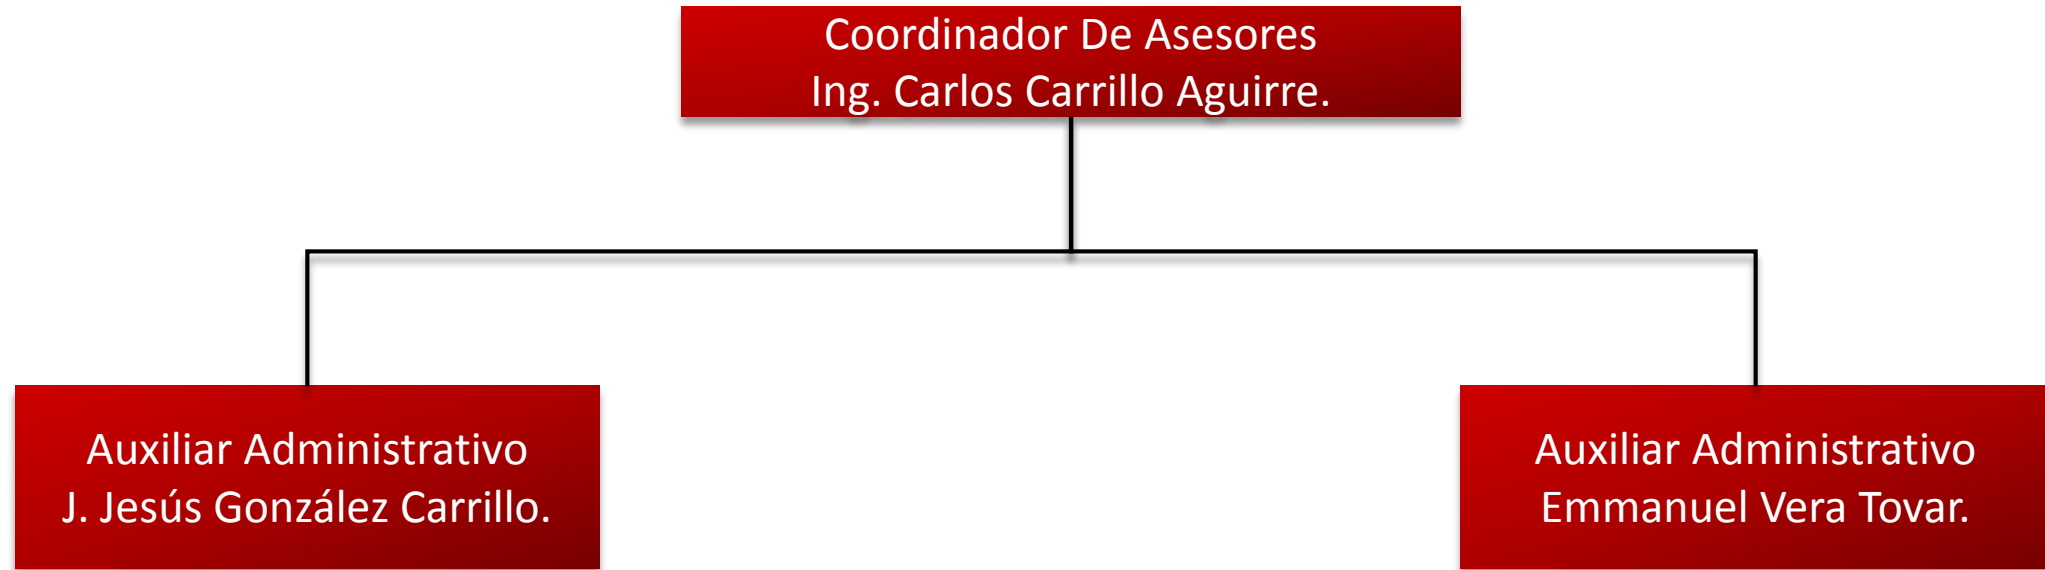 Coordinador De Asesores
Ing. Carlos Carrillo Aguirre.
Auxiliar Administrativo
J. Jesús González Carrillo.
Auxiliar Administrativo
Emmanuel Vera Tovar.